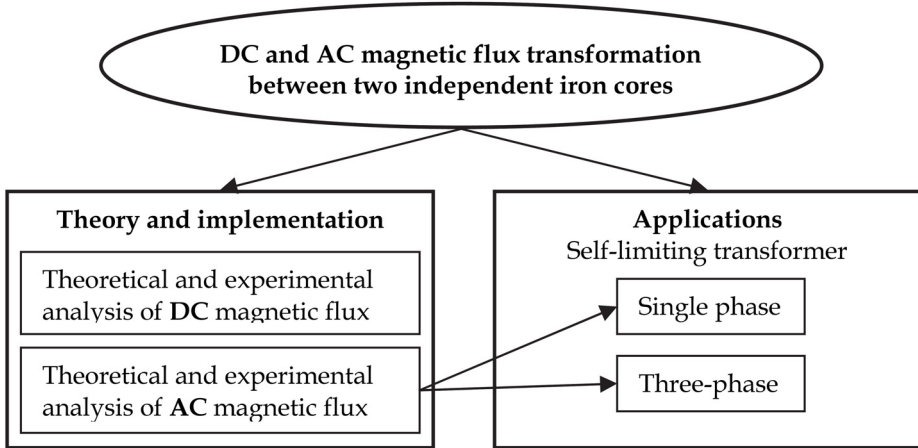 DC and AC magnetic flux transformation
between two independent iron cores
Theory and implementation
Theoretical and experimental
analysis of DC magnetic flux
Theoretical and experimental
analysis of AC magnetic flux
Applications
Self-limiting transformer
Single phase
Three-phase